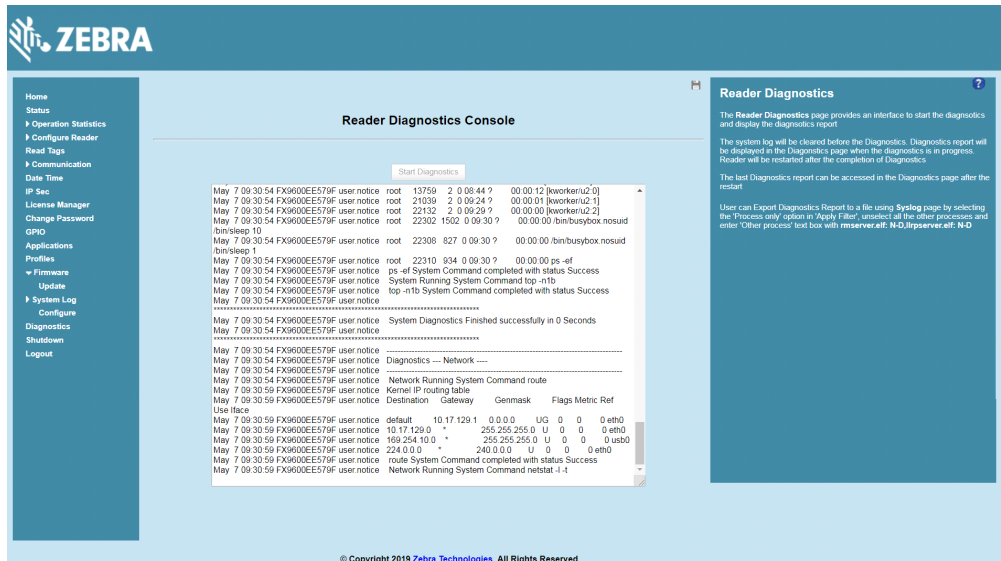 ZEBRA
Home
Status
Operation Statistics
Configure Reader
Read Tags
Communication
Date Time
IP Sec
License Manager
Change Password
GPIO
Applications
Profiles
Firmware
Update
System Log
Configure
Diagnostics
Shutdown
Logout
Reader Diagnostics Console
Start Diagnostics
May 7 09:30:54 FX9600EE579F user.notice root 13759 2 0 08:44 ? 00:00:12 [kworker/u2:0]
May 7 09:30:54 FX9600EE579F user.notice root 21039 2 0 09:24 ? 00:00:01 [kworker/u2:1]
May 7 09:30:54 FX9600EE579F user.notice root 22132 2 0 09:29 ? 00:00:00 [kworker/u2:2]
May 7 09:30:54 FX9600EE579F user.notice root 22302 1502 0 09:30 ? 00:00:00 /bin/busybox.nosuid
/bin/sleep 10
May 7 09:30:54 FX9600EE579F user.notice root 22308 827 0 09:30 ? 00:00:00 /bin/busybox.nosuid
/bin/sleep 1
May 7 09:30:54 FX9600EE579F user.notice root 22310 934 0 09:30 ? 00:00:00 ps -ef
May 7 09:30:54 FX9600EE579F user.notice ps -ef System Command completed with status Success
May 7 09:30:54 FX9600EE579F user.notice System Running System Command top -n1b
May 7 09:30:54 FX9600EE579F user.notice top -n1b System Command completed with status Success
May 7 09:30:54 FX9600EE579F user.notice
********************************************************************************
May 7 09:30:54 FX9600EE579F user.notice System Diagnostics Finished successfully in 0 Seconds
May 7 09:30:54 FX9600EE579F user.notice
********************************************************************************
May 7 09:30:54 FX9600EE579F user.notice --------------------------------------------------------------------------------
May 7 09:30:54 FX9600EE579F user.notice Diagnostics --- Network ----
May 7 09:30:54 FX9600EE579F user.notice --------------------------------------------------------------------------------
May 7 09:30:54 FX9600EE579F user.notice Network Running System Command route
May 7 09:30:59 FX9600EE579F user.notice Kernel IP routing table
May 7 09:30:59 FX9600EE579F user.notice Destination Gateway Genmask Flags Metric Ref
Use Iface
May 7 09:30:59 FX9600EE579F user.notice default 10.17.129.1 0.0.0.0 UG 0 0 0 eth0
May 7 09:30:59 FX9600EE579F user.notice 10.17.129.0 * 255.255.255.0 U 0 0 0 eth0
May 7 09:30:59 FX9600EE579F user.notice 169.254.10.0 * 255.255.255.0 U 0 0 0 usb0
May 7 09:30:59 FX9600EE579F user.notice 224.0.0.0 * 240.0.0.0 U 0 0 0 eth0
May 7 09:30:59 FX9600EE579F user.notice route System Command completed with status Success
May 7 09:30:59 FX9600EE579F user.notice Network Running System Command netstat -l -t
Reader Diagnostics
?
The Reader Diagnostics page provides an interface to start the diagnsotics
and display the diagnsotics report
The system log will be cleared before the Diagnostics. Diagnostics report will
be displayed in the Diagonstics page when the diagnostics is in progress.
Reader will be restarted after the completion of Diagnostics
The last Diagnostics report can be accessed in the Diagnostics page after the
restart
User can Export Diagnostics Report to a file using Syslog page by selecting
the 'Process only' option in 'Apply Filter', unselect all the other processes and
enter 'Other process' text box with rmserver.elf: N-D,llrpserver.elf: N-D
© Copyright 2019 Zebra Technologies. All Rights Reserved.